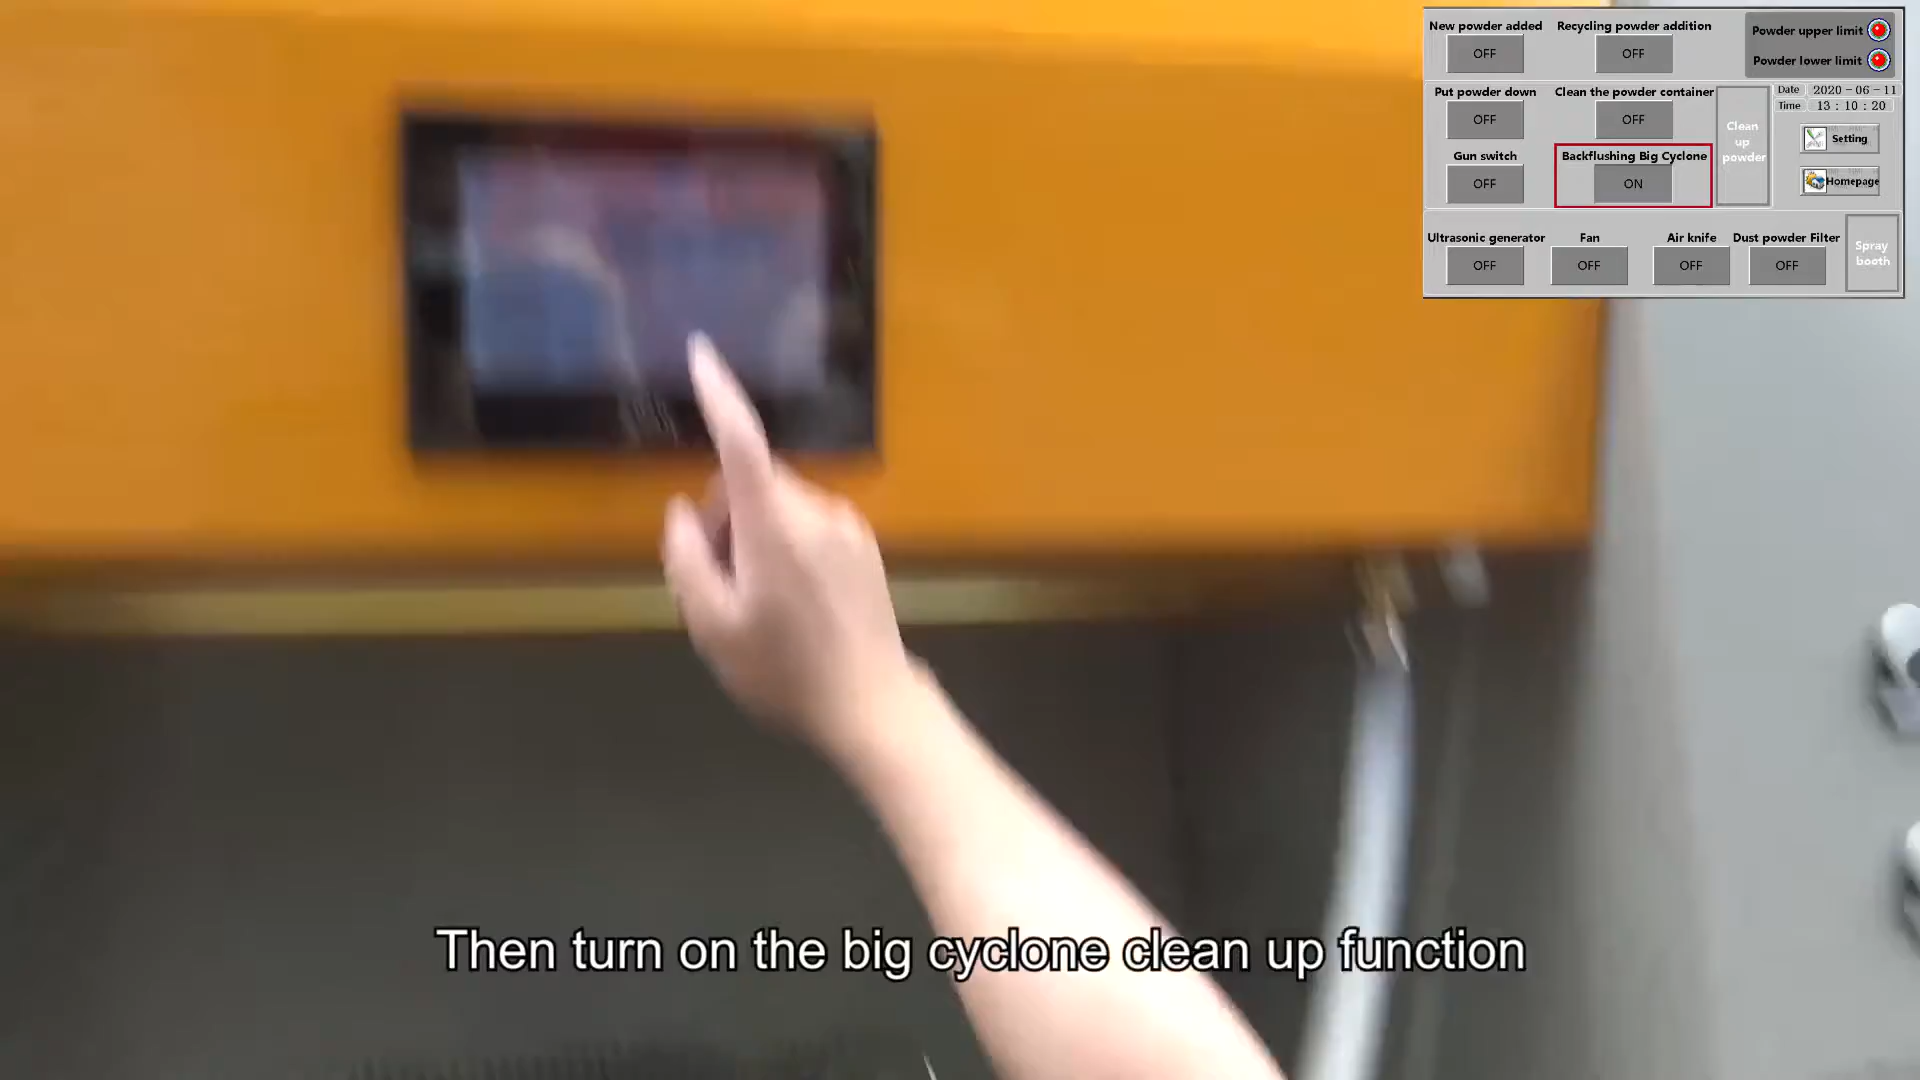 New powder added
Recycling powder addition
Powder upper limit
OFF
OFF
Powder lower limit
Put powder down
Clean the powder container
Date 2020-06-11
OFF
OFF
Time 13 : 10 : 20
Clean
up
powder
Setting
Gun switch
Backflushing Big Cyclone
OFF
ON
Homepage
Ultrasonic generator
Fan
Air knife
Dust powder Filter
OFF
OFF
OFF
OFF
Spray
booth
Then turn on the big cyclone clean up function